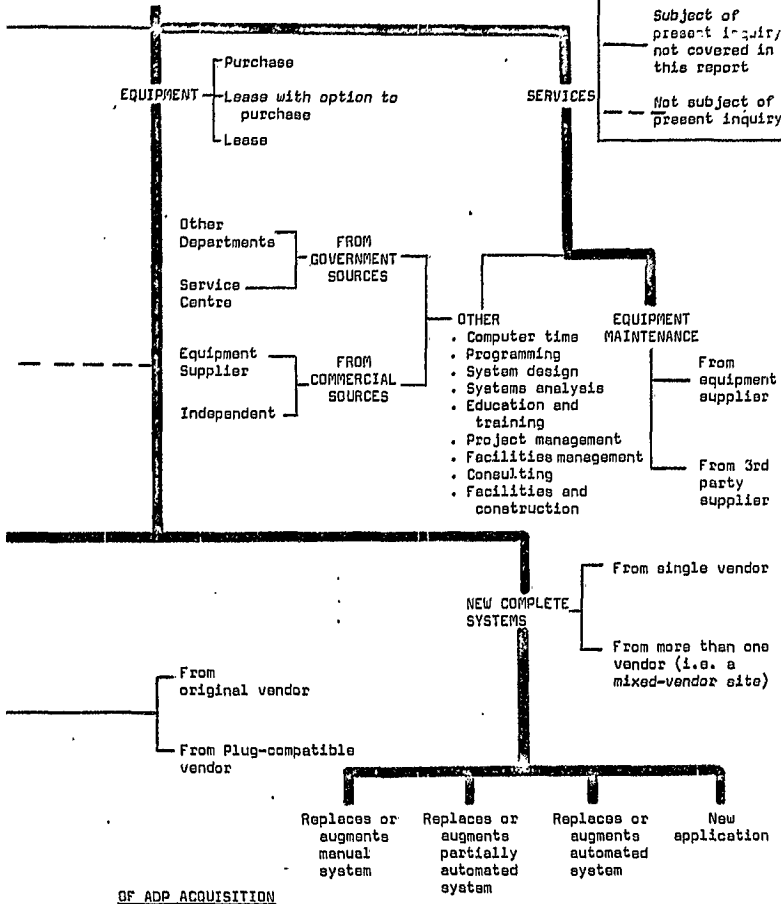 Subject of
present inquiry
not covered in
this report
Not subject of
present inquiry
Purchase
EQUIPMENT
Lease with option to
purchase
Lease
SERVICES
Other
Departments
FROM
GOVERNMENT
SOURCES
Service
Centre
Equipment
Supplier
FROM
COMMERCIAL
SOURCES
Independent
OTHER
. Computer time
. Programming
. System design
. Systems analysis
. Education and
training
. Project management
. Facilities management
. Consulting
. Facilities and
construction
EQUIPMENT
MAINTENANCE
From
equipment
supplier
From 3rd
party
supplier
NEW COMPLETE
SYSTEMS
From single vendor
From more than one
vendor (i.e. a
mixed-vendor site)
From
original vendor
From Plug-compatible
vendor
Replaces or
augments
manual
system
Replaces or
augments
partially
automated
system
Replaces or
augments
automated
system
New
application
OF ADP ACQUISITION